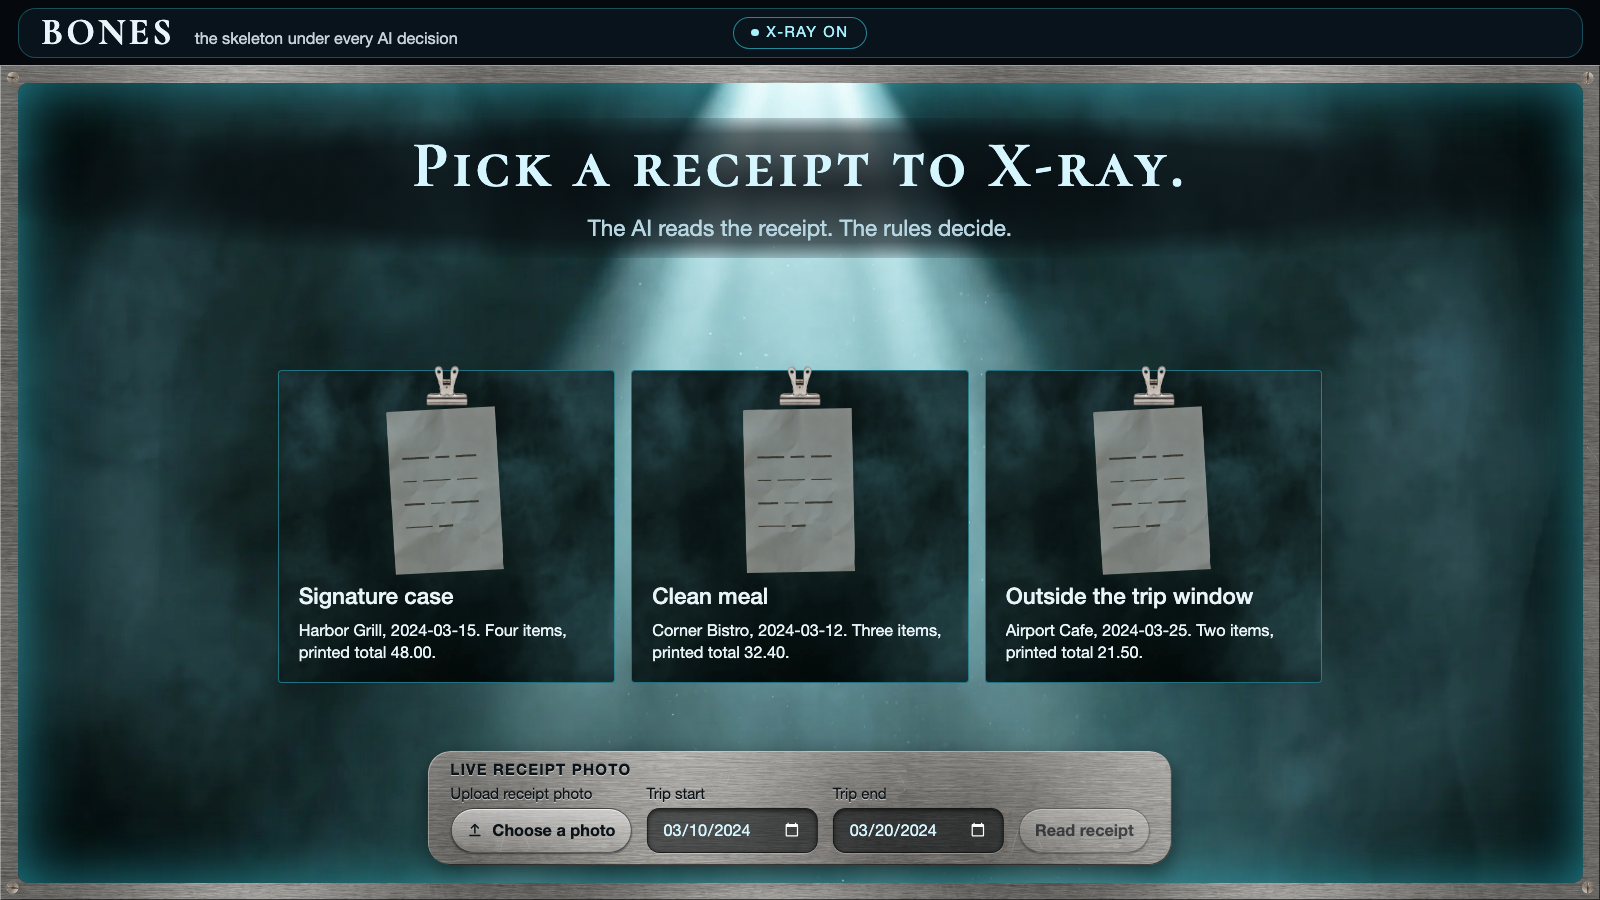 BONES the skeleton under every AI decision
X-RAY ON
Pick a receipt to X-ray.
The AI reads the receipt. The rules decide.
Signature case
Harbor Grill, 2024-03-15. Four items,
printed total 48.00.
Clean meal
Corner Bistro, 2024-03-12. Three items,
printed total 32.40.
Outside the trip window
Airport Cafe, 2024-03-25. Two items,
printed total 21.50.
LIVE RECEIPT PHOTO
Upload receipt photo
Choose a photo
Trip start
03/10/2024
Trip end
03/20/2024
Read receipt